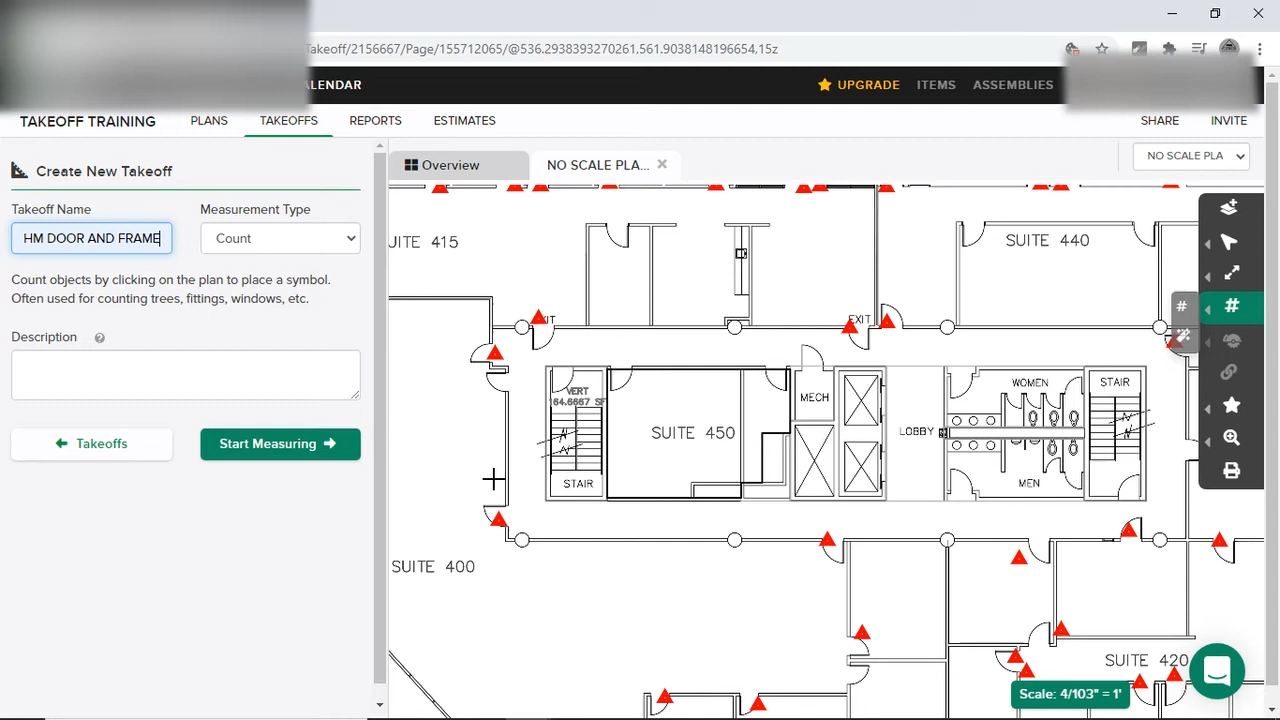 Takeoff/2156667/Page/155712065/@536.2938393270261,561.9038148196654,15z
ALENDAR
UPGRADE ITEMS ASSEMBLIES
TAKEOFF TRAINING PLANS TAKEOFFS REPORTS ESTIMATES SHARE INVITE
Create New Takeoff
Overview
NO SCALE PLA...
NO SCALE PLA
Takeoff Name
Measurement Type
HM DOOR AND FRAME
Count
Count objects by clicking on the plan to place a symbol.
Often used for counting trees, fittings, windows, etc.
Description
Takeoffs
Start Measuring
UITE 415
SUITE 440
EXIT
MECH
WOMEN
STAIR
VERT
164.6667 SF
SUITE 450
LOBBY
STAIR
MEN
SUITE 400
SUITE 420
Scale: 4/103" = 1'